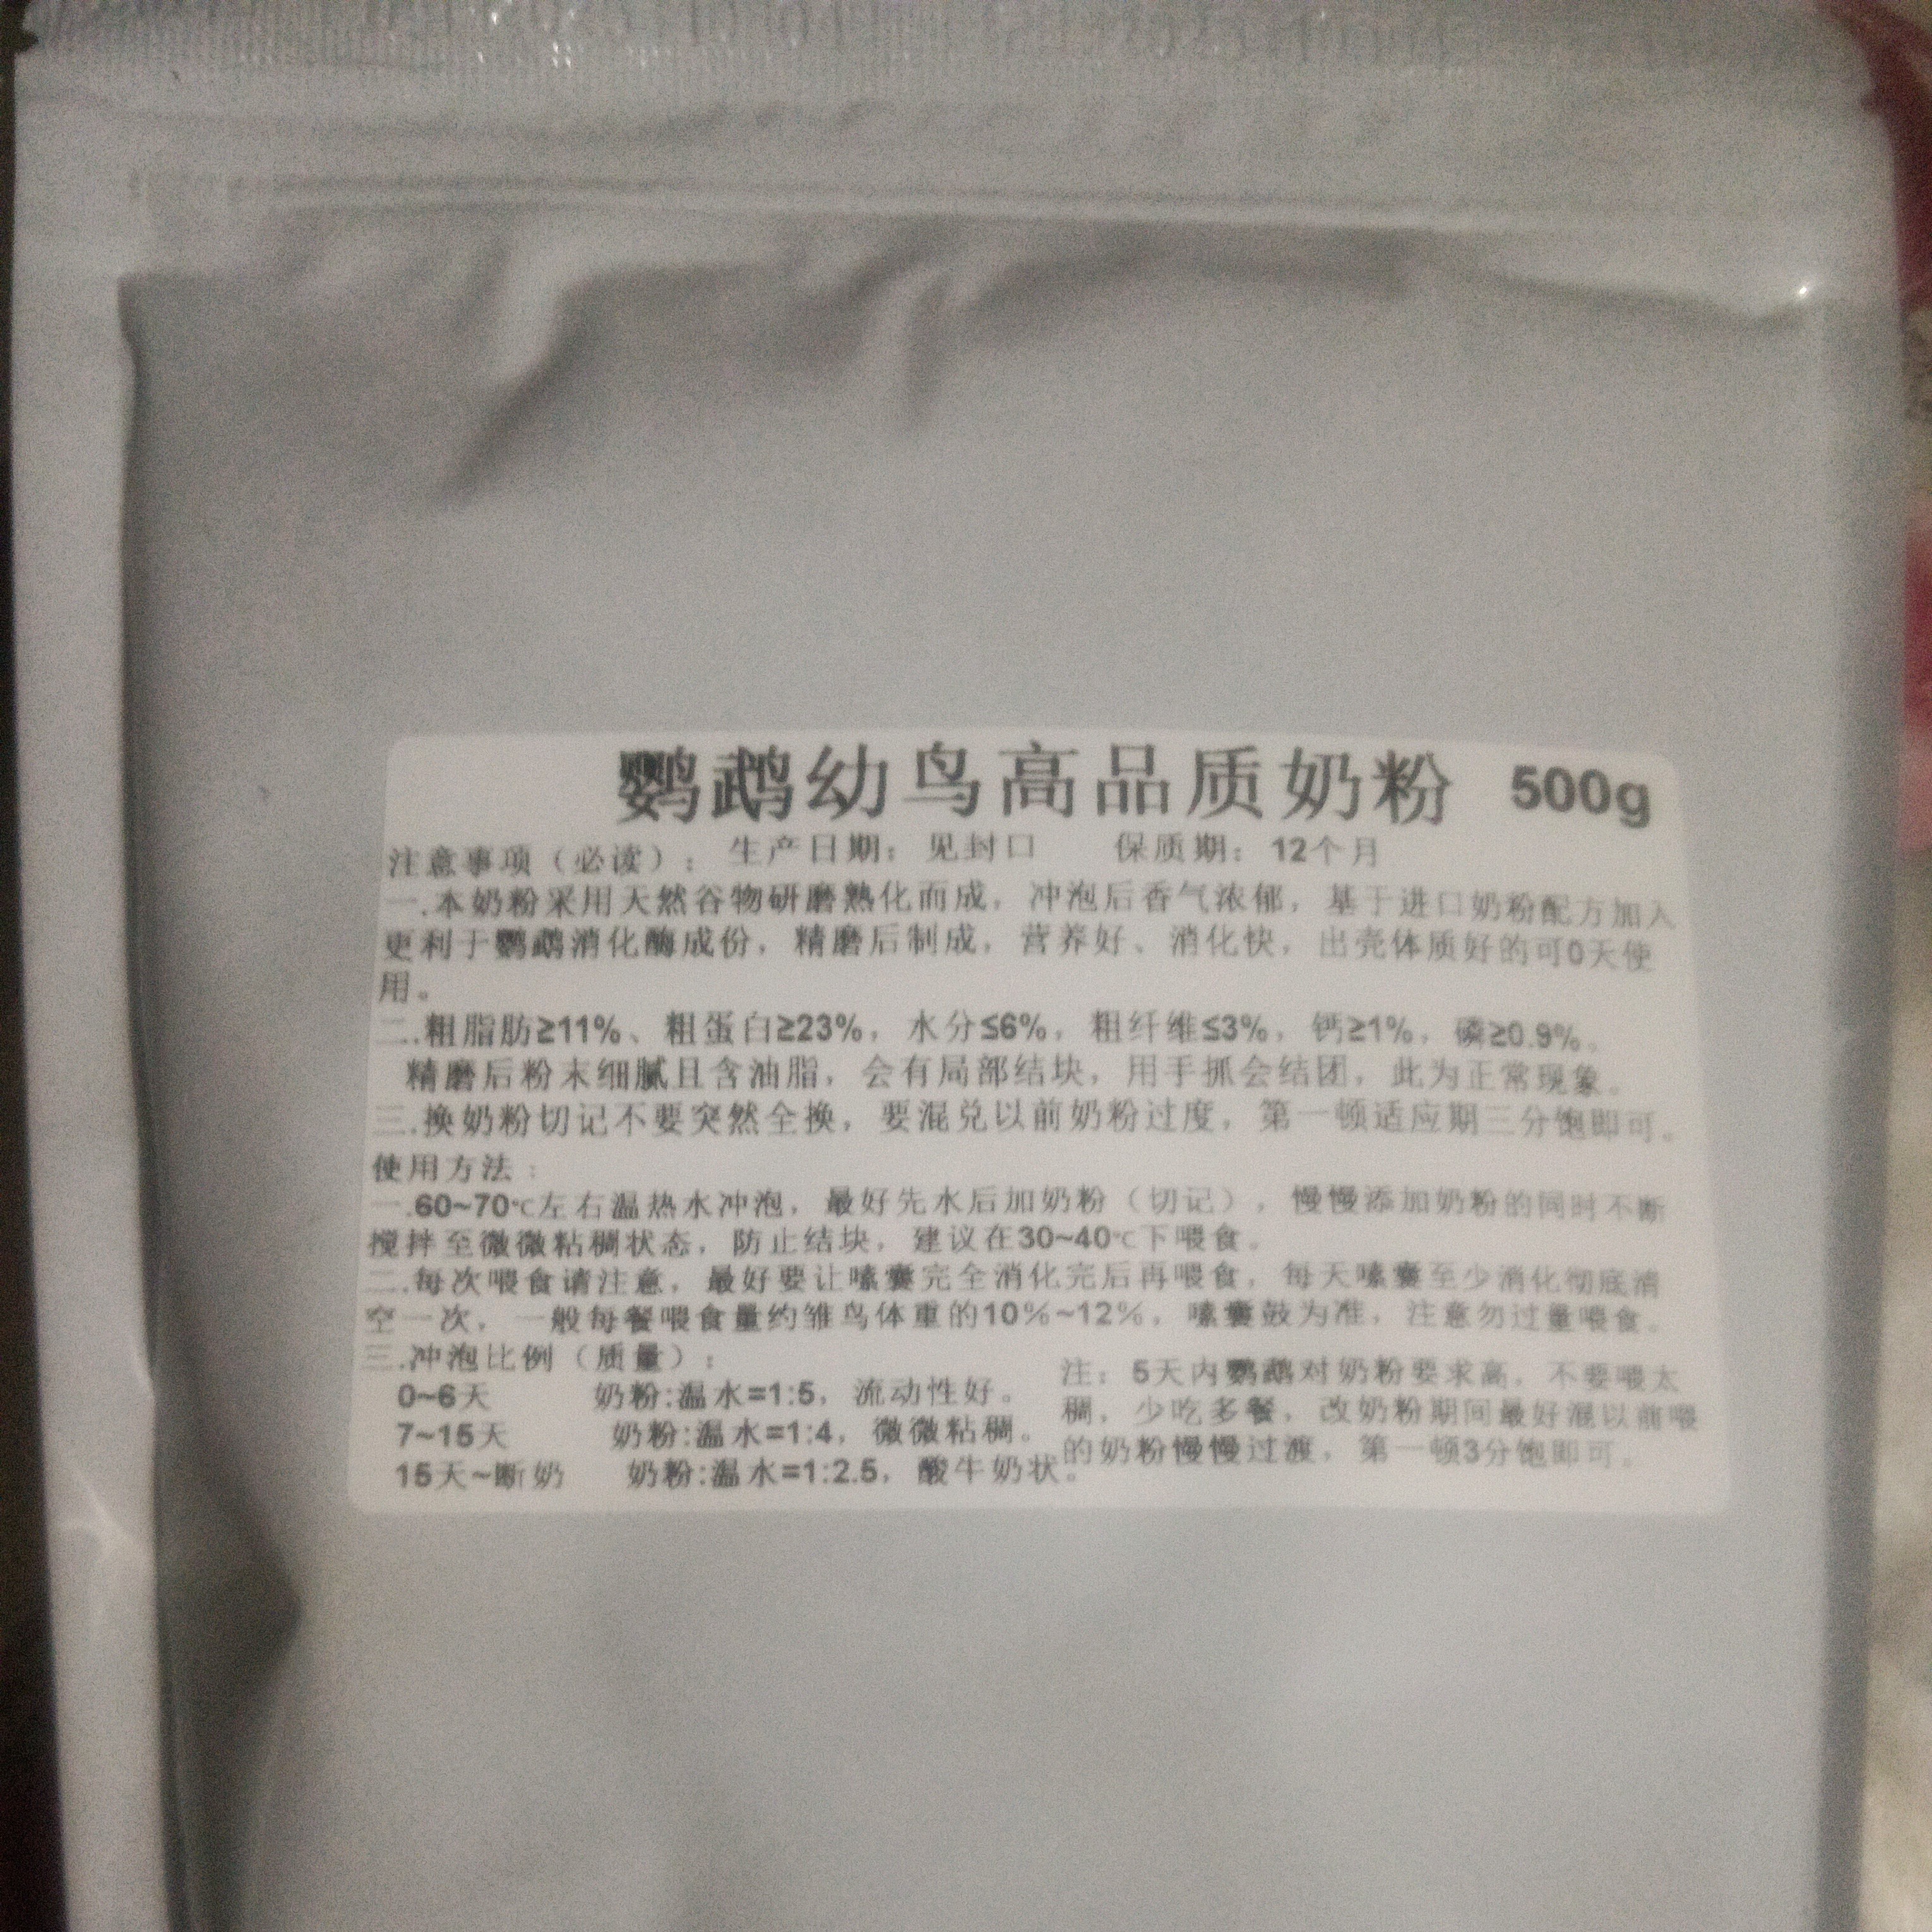 鹦鹉幼鸟高品质奶粉 500g
注意事项（必读）： 生产日期：见封口 保质期：12个月
一.本奶粉采用天然谷物研磨熟化而成，冲泡后香气浓郁，基于进口奶粉配方加入
更利于鹦鹉消化酶成份，精磨后制成，营养好、消化快，出壳体质好的可0天使
用。
二.粗脂肪≥11%、粗蛋白≥23%，水分≤6%，粗纤维≤3%，钙≥1%，磷≥0.9%。
精磨后粉末细腻且含油脂，会有局部结块，用手抓会结团，此为正常现象。
三.换奶粉切记不要突然全换，要混兑以前奶粉过度，第一顿适应期三分饱即可。
使用方法：
一.60~70℃左右温热水冲泡，最好先水后加奶粉（切记），慢慢添加奶粉的同时不断
搅拌至微微粘稠状态，防止结块，建议在30~40℃下喂食。
二.每次喂食请注意，最好要让嗉囊完全消化完后再喂食，每天嗉囊至少消化彻底清
空一次，一般每餐喂食量约雏鸟体重的10%~12%，嗉囊鼓为准，注意勿过量喂食。
三.冲泡比例（质量）：
0~6天 奶粉:温水=1:5，流动性好。
7~15天 奶粉:温水=1:4，微微粘稠。
15天~断奶 奶粉:温水=1:2.5，酸牛奶状。
注：5天内鹦鹉对奶粉要求高，不要喂太
稠，少吃多餐，改奶粉期间最好混以前喂
的奶粉慢慢过渡，第一顿3分饱即可。